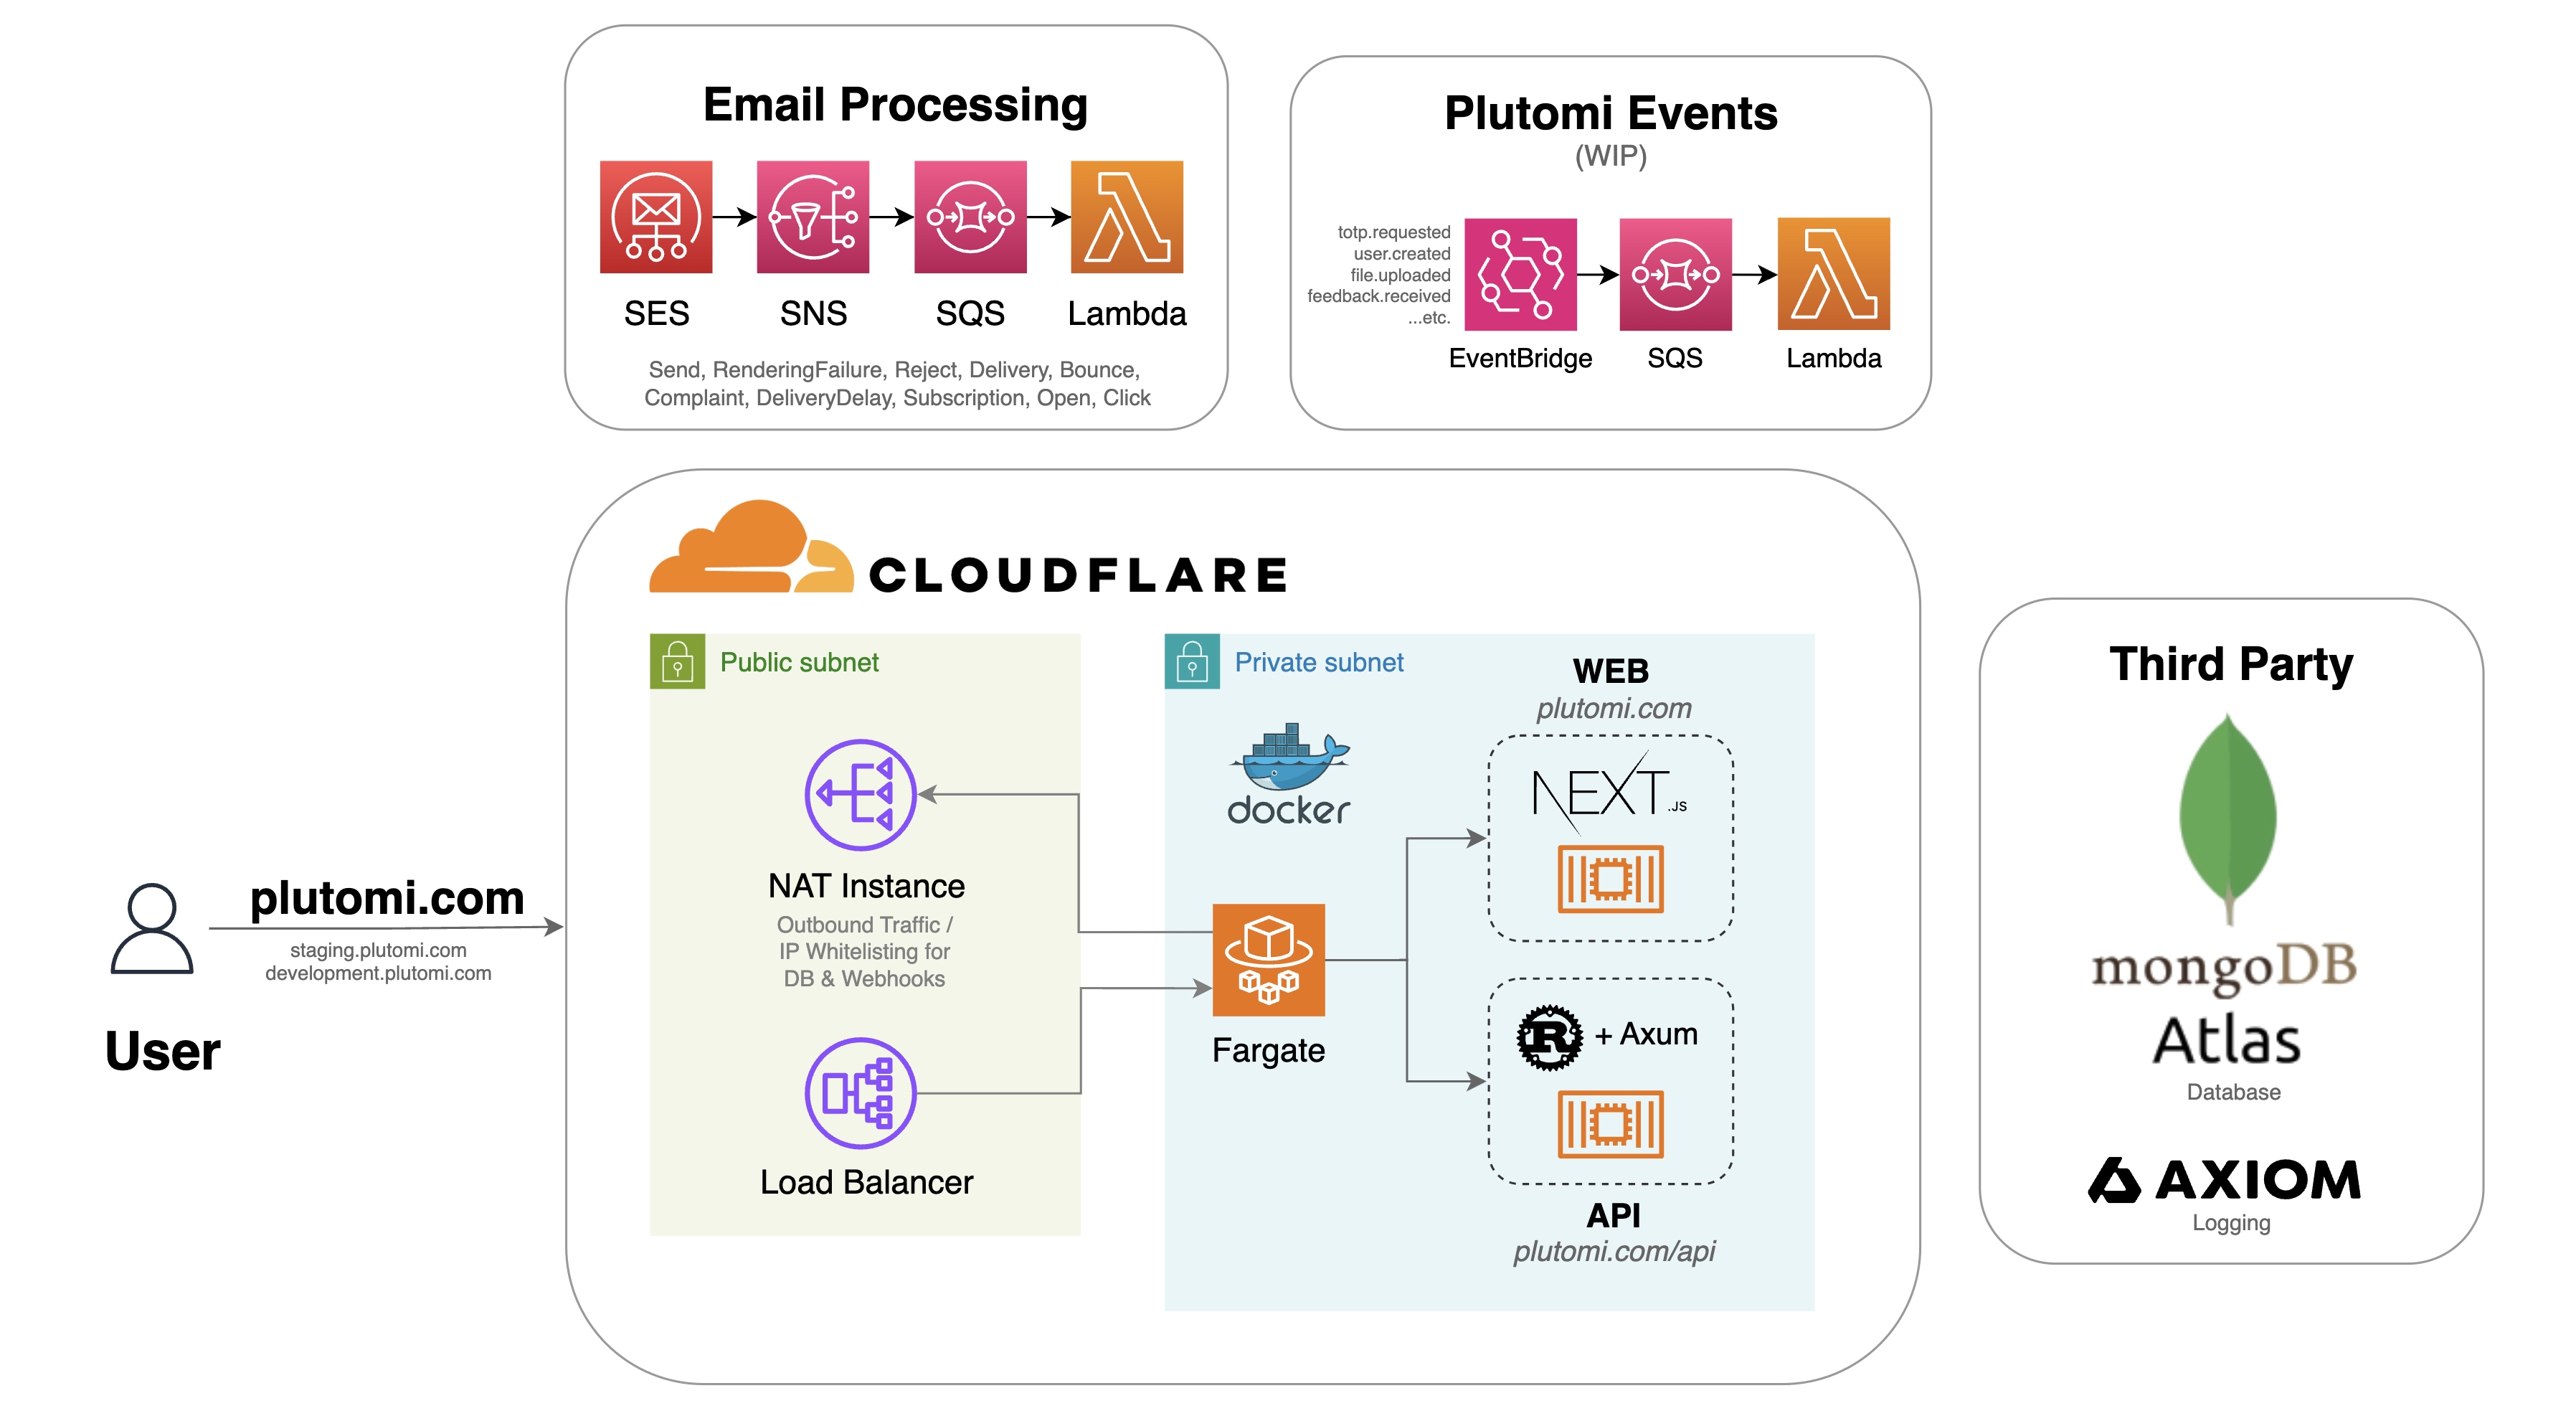 Email Processing
SES
SNS
SQS
Lambda
Send, RenderingFailure, Reject, Delivery, Bounce,
Complaint, DeliveryDelay, Subscription, Open, Click
Plutomi Events
(WIP)
totp.requested
user.created
file.uploaded
feedback.received
...etc.
EventBridge
SQS
Lambda
CLOUDFLARE
Public subnet
NAT Instance
Outbound Traffic /
IP Whitelisting for
DB & Webhooks
Load Balancer
Private subnet
docker
Fargate
WEB
plutomi.com
NEXT.JS
R + Axum
API
plutomi.com/api
plutomi.com
staging.plutomi.com
development.plutomi.com
User
Third Party
mongoDB
Atlas
Database
AXIOM
Logging